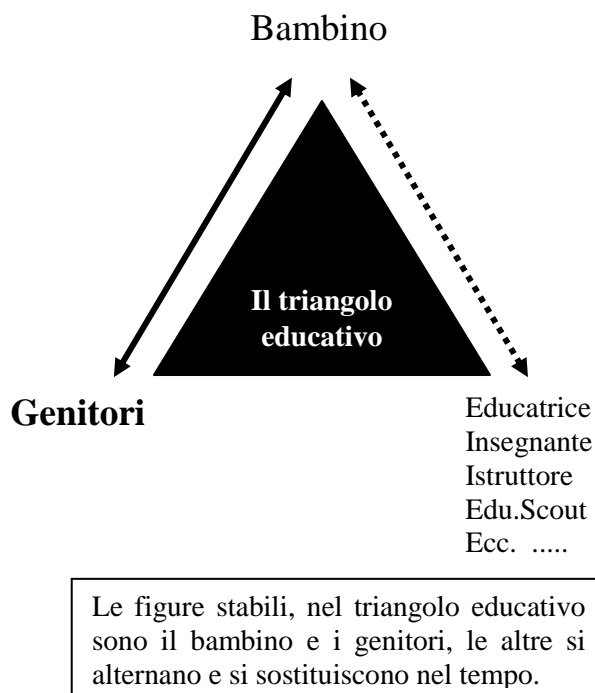 Bambino
Il triangolo
educativo
Genitori
Educatrice
Insegnante
Istruttore
Edu.Scout
Ecc. .....
Le figure stabili, nel triangolo educativo
sono il bambino e i genitori, le altre si
alternano e si sostituiscono nel tempo.